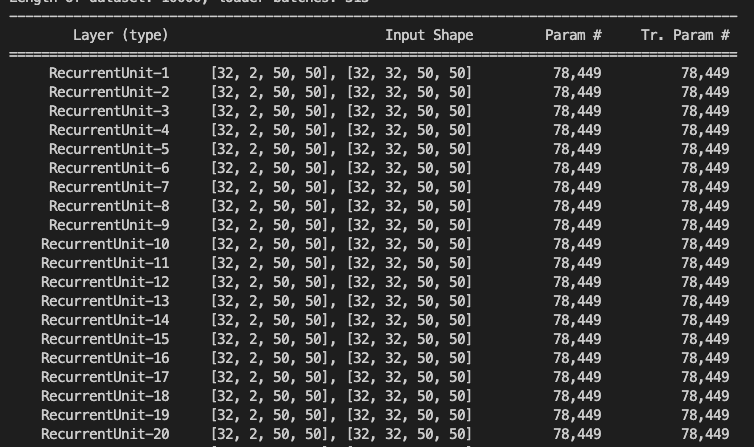 Length of dataset: 10000, loader batches: 313
Layer (type) Input Shape Param # Tr. Param #
RecurrentUnit-1 [32, 2, 50, 50], [32, 32, 50, 50] 78,449 78,449
RecurrentUnit-2 [32, 2, 50, 50], [32, 32, 50, 50] 78,449 78,449
RecurrentUnit-3 [32, 2, 50, 50], [32, 32, 50, 50] 78,449 78,449
RecurrentUnit-4 [32, 2, 50, 50], [32, 32, 50, 50] 78,449 78,449
RecurrentUnit-5 [32, 2, 50, 50], [32, 32, 50, 50] 78,449 78,449
RecurrentUnit-6 [32, 2, 50, 50], [32, 32, 50, 50] 78,449 78,449
RecurrentUnit-7 [32, 2, 50, 50], [32, 32, 50, 50] 78,449 78,449
RecurrentUnit-8 [32, 2, 50, 50], [32, 32, 50, 50] 78,449 78,449
RecurrentUnit-9 [32, 2, 50, 50], [32, 32, 50, 50] 78,449 78,449
RecurrentUnit-10 [32, 2, 50, 50], [32, 32, 50, 50] 78,449 78,449
RecurrentUnit-11 [32, 2, 50, 50], [32, 32, 50, 50] 78,449 78,449
RecurrentUnit-12 [32, 2, 50, 50], [32, 32, 50, 50] 78,449 78,449
RecurrentUnit-13 [32, 2, 50, 50], [32, 32, 50, 50] 78,449 78,449
RecurrentUnit-14 [32, 2, 50, 50], [32, 32, 50, 50] 78,449 78,449
RecurrentUnit-15 [32, 2, 50, 50], [32, 32, 50, 50] 78,449 78,449
RecurrentUnit-16 [32, 2, 50, 50], [32, 32, 50, 50] 78,449 78,449
RecurrentUnit-17 [32, 2, 50, 50], [32, 32, 50, 50] 78,449 78,449
RecurrentUnit-18 [32, 2, 50, 50], [32, 32, 50, 50] 78,449 78,449
RecurrentUnit-19 [32, 2, 50, 50], [32, 32, 50, 50] 78,449 78,449
RecurrentUnit-20 [32, 2, 50, 50], [32, 32, 50, 50] 78,449 78,449